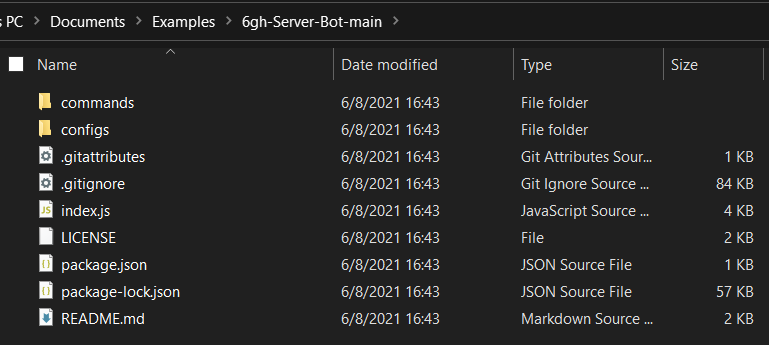 s PC > Documents > Examples > 6gh-Server-Bot-main >
Name Date modified Type Size
commands 6/8/2021 16:43 File folder
configs 6/8/2021 16:43 File folder
.gitattributes 6/8/2021 16:43 Git Attributes Sour... 1 KB
.gitignore 6/8/2021 16:43 Git Ignore Source ... 84 KB
index.js 6/8/2021 16:43 JavaScript Source ... 4 KB
LICENSE 6/8/2021 16:43 File 2 KB
package.json 6/8/2021 16:43 JSON Source File 1 KB
package-lock.json 6/8/2021 16:43 JSON Source File 57 KB
README.md 6/8/2021 16:43 Markdown Source ... 2 KB